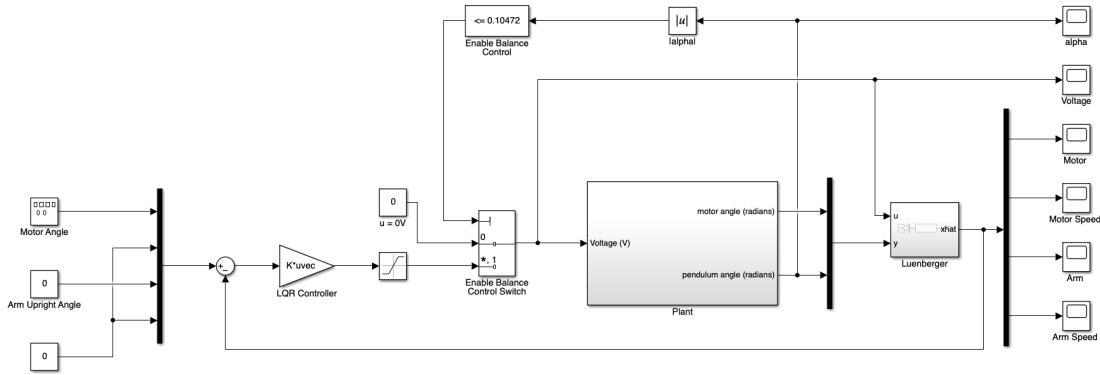 <= 0.10472
Enable Balance
Control
|u|
|alpha|
alpha
Voltage
Motor
Motor Speed
Arm
Arm Speed
0 0
Motor Angle
0
Arm Upright Angle
0
K*uvec
LQR Controller
0
u = 0V
0
*, 1
Enable Balance
Control Switch
Voltage (V)
motor angle (radians)
pendulum angle (radians)
Plant
u
y
xhat
Luenberger
+
−